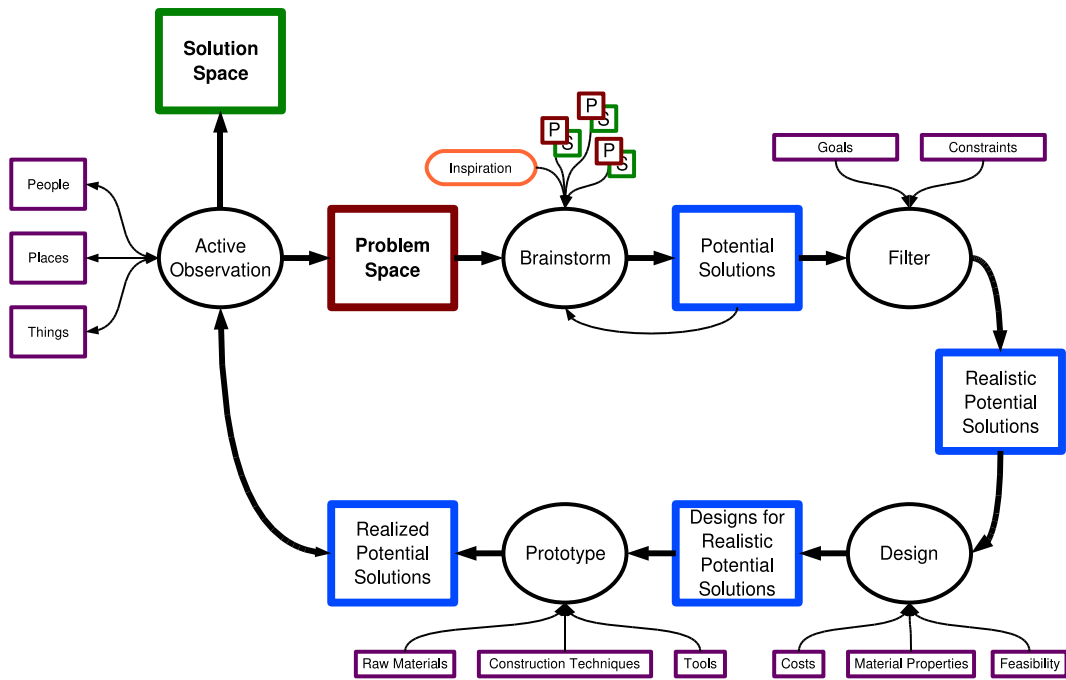 Solution
Space
People
Places
Things
Active
Observation
Problem
Space
Inspiration
P
S
P
S
P
S
Brainstorm
Potential
Solutions
Goals
Constraints
Filter
Realistic
Potential
Solutions
Design
Costs
Material Properties
Feasibility
Designs for
Realistic
Potential
Solutions
Prototype
Raw Materials
Construction Techniques
Tools
Realized
Potential
Solutions